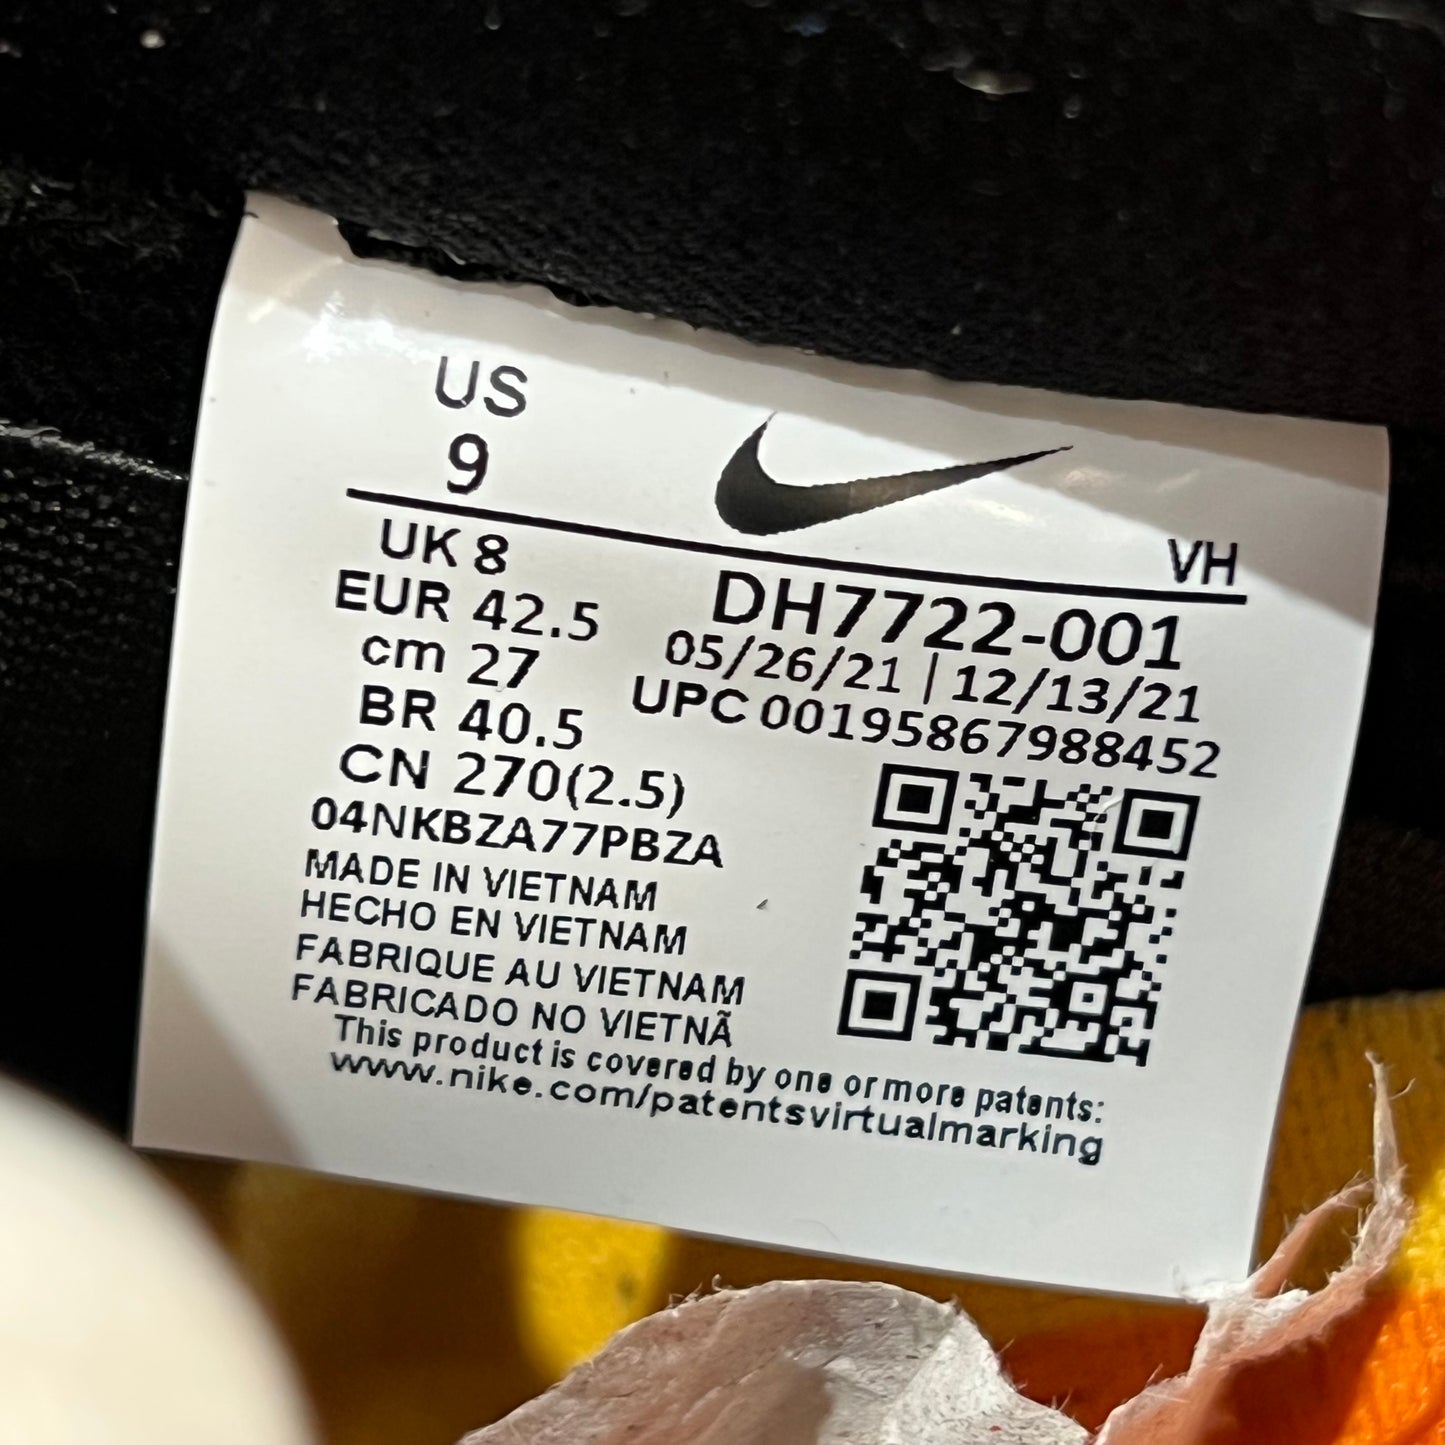 US
9
VH
UK 8
EUR 42.5
cm 27
BR 40.5
CN 270(2.5)
DH7722-001
05/26/21 | 12/13/21
UPC 00195867988452
04NKBZA77PBZA
MADE IN VIETNAM
HECHO EN VIETNAM
FABRIQUE AU VIETNAM
FABRICADO NO VIETNÃ
This product is covered by one or more patents:
www.nike.com/patentsvirtualmarking